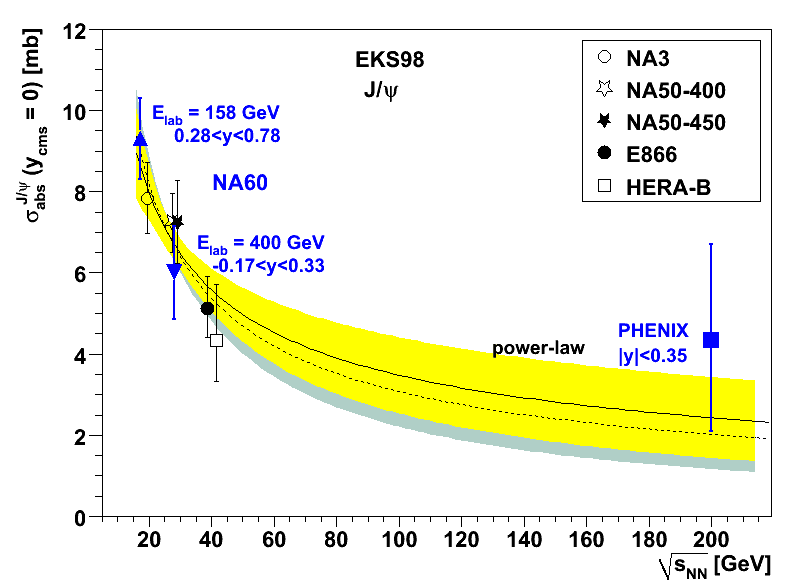 σ_abs^J/ψ (y_cms = 0) [mb]
12
10
8
6
4
2
0
20 40 60 80 100 120 140 160 180 200
√s_NN [GeV]
EKS98
J/ψ
NA3
NA50-400
NA50-450
E866
HERA-B
E_lab = 158 GeV
0.28<y<0.78
NA60
E_lab = 400 GeV
-0.17<y<0.33
power-law
PHENIX
|y|<0.35